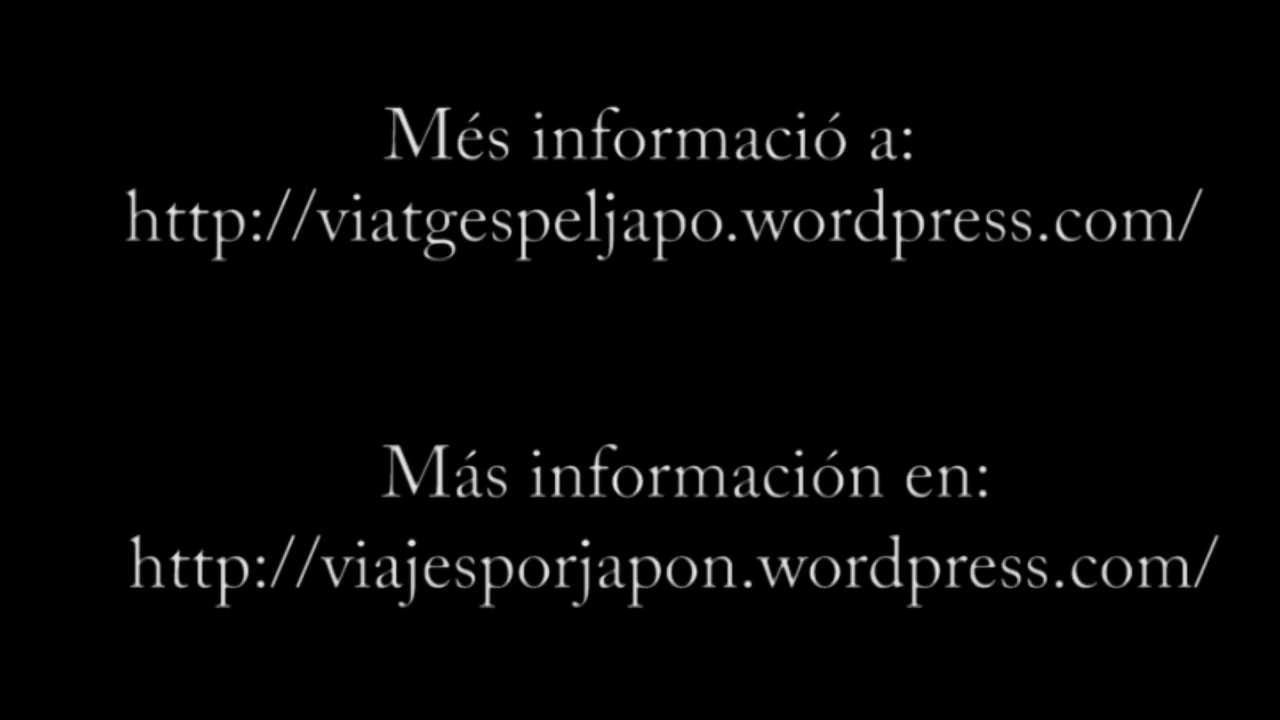 Més informació a:
http://viatgespeljapo.wordpress.com/
Más información en:
http://viajesporjapon.wordpress.com/